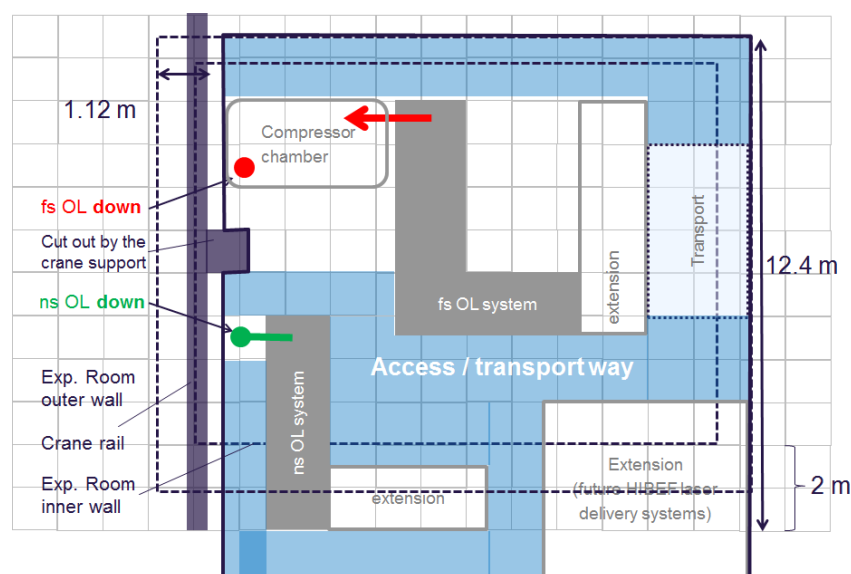 1.12 m
Compressor
chamber
fs OL down
Cut out by the
crane support
ns OL down
Transport
12.4 m
extension
fs OL system
Access / transport way
Exp. Room
outer wall
Crane rail
Exp. Room
inner wall
ns OL system
extension
Extension
(future HIBEF laser
delivery systems)
2 m